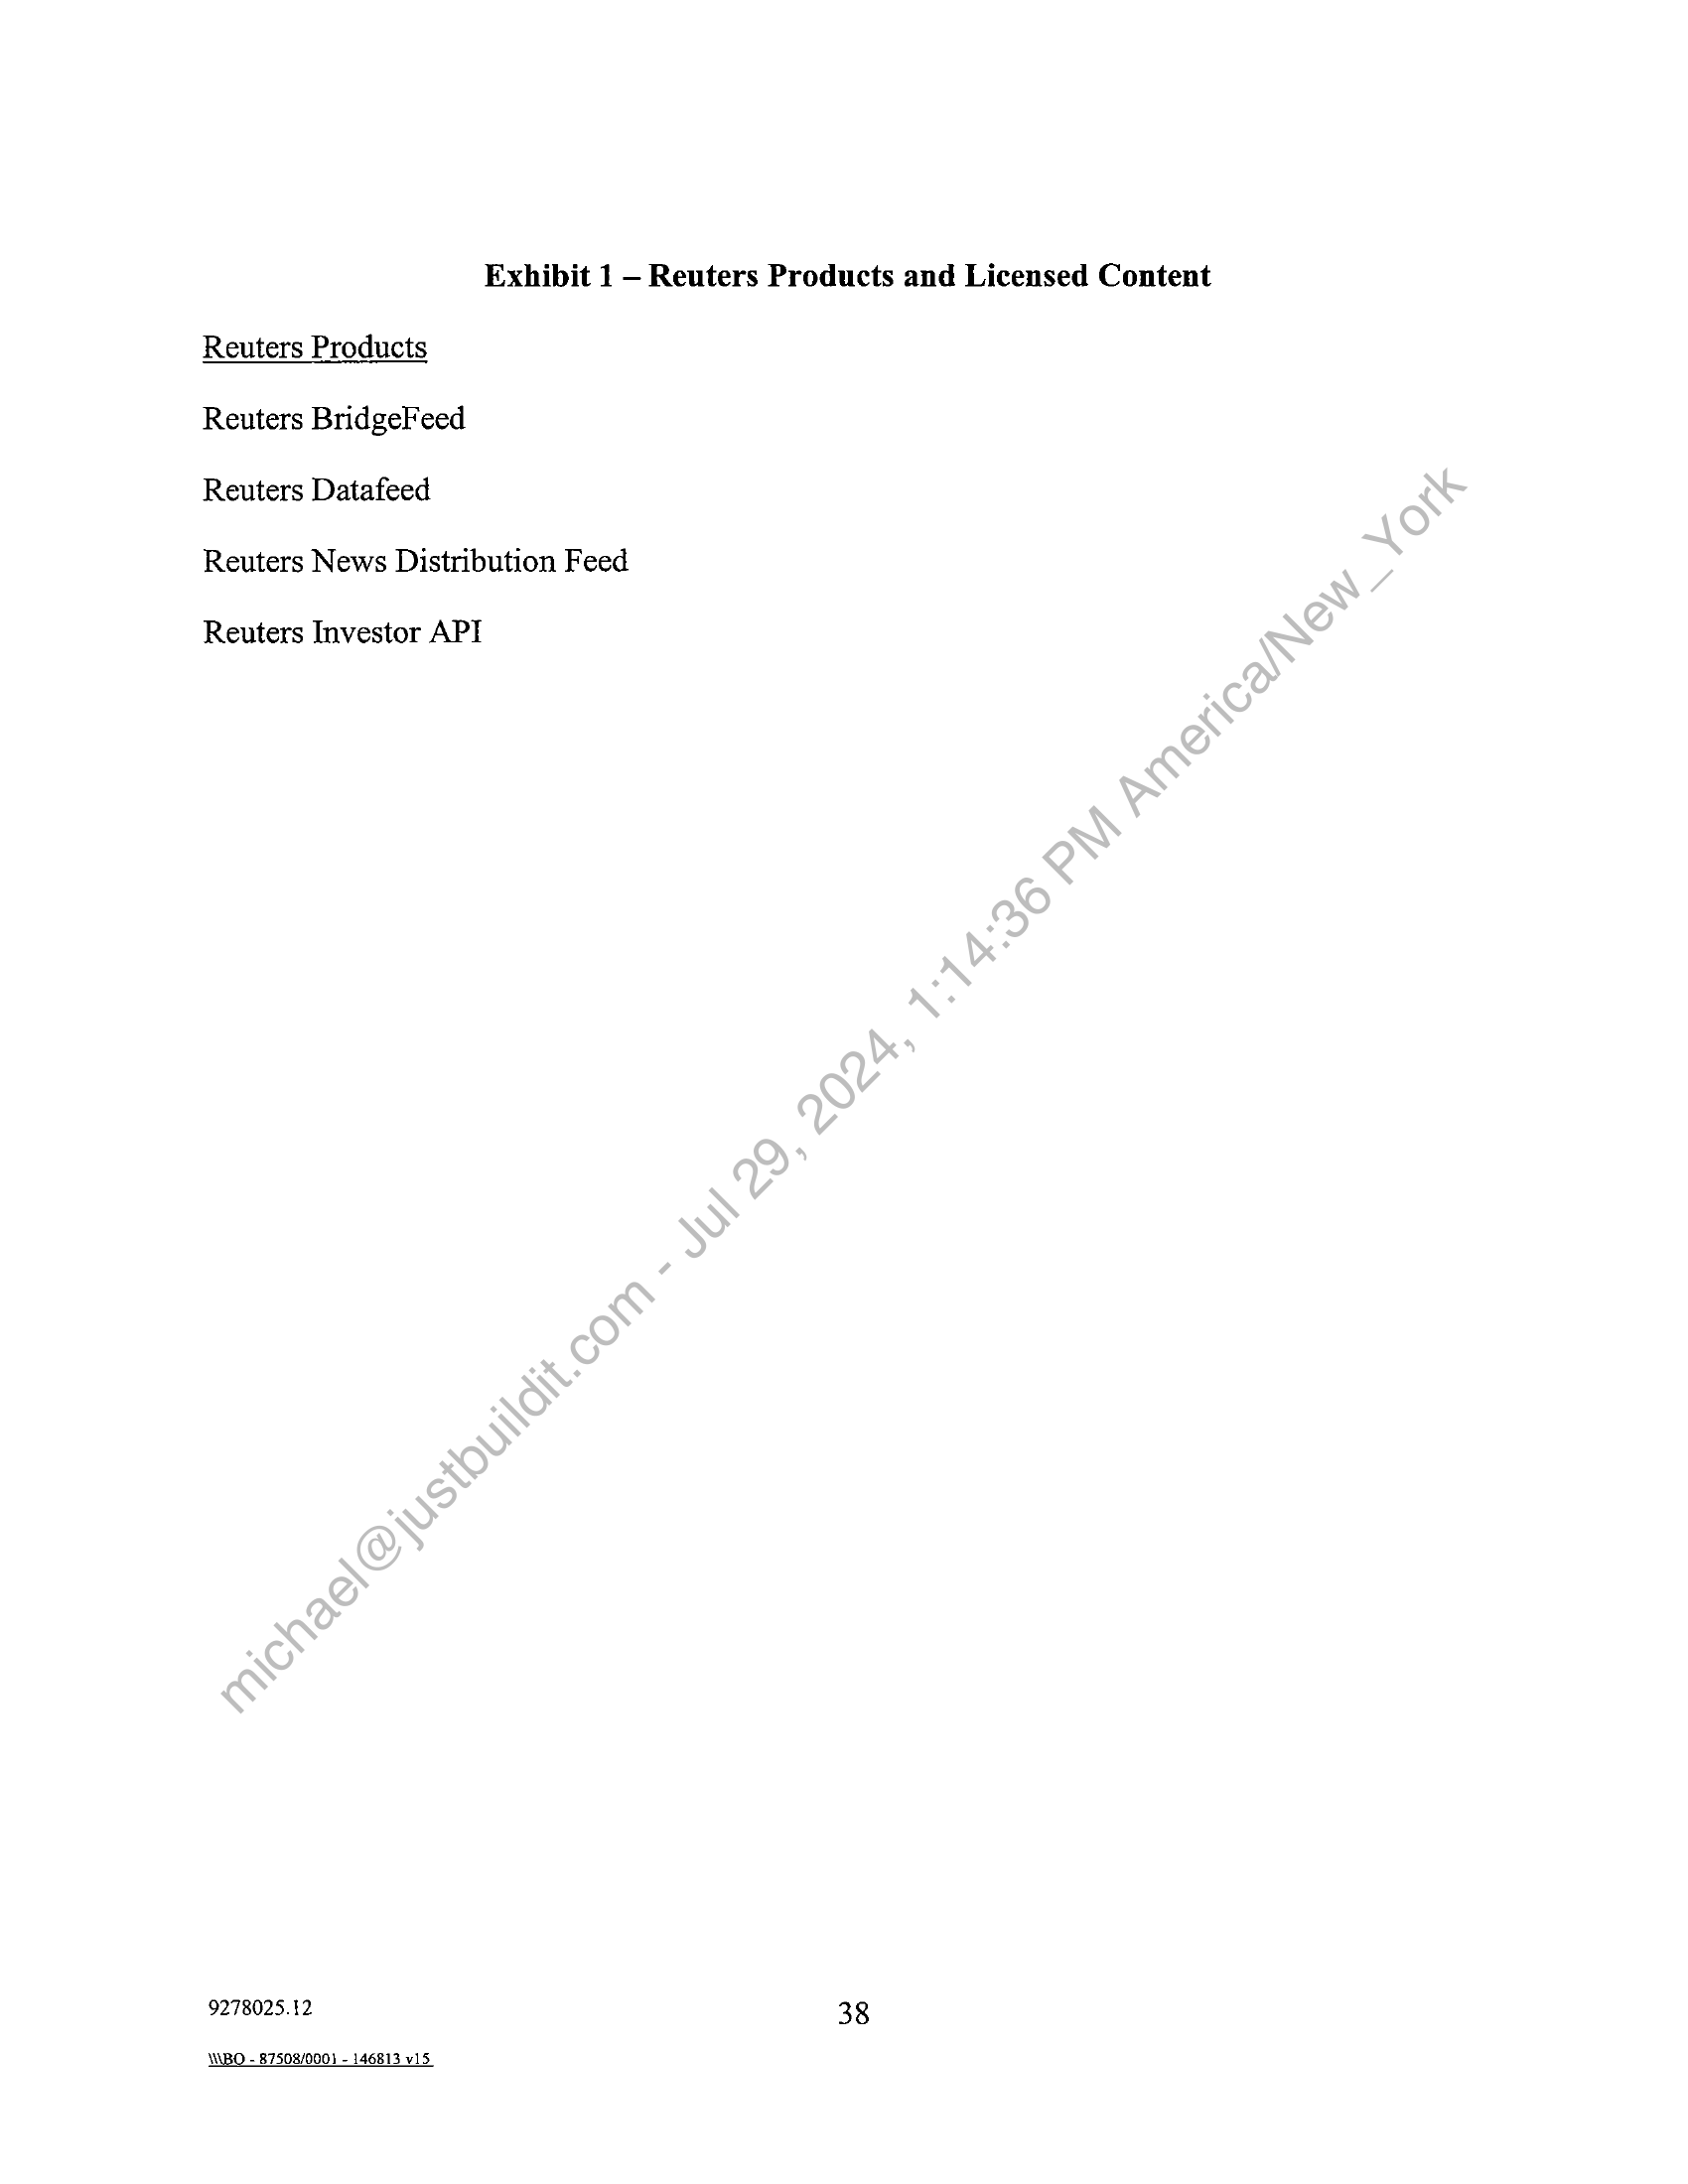 Exhibit 1 – Reuters Products and Licensed Content
Reuters Products
Reuters BridgeFeed
Reuters Datafeed
Reuters News Distribution Feed
Reuters Investor API
michael@justbuildit.com - Jul 29, 2024, 1:14:36 PM America/New_York
9278025.12
38
\\\BO - 87508/0001 - 146813 v15